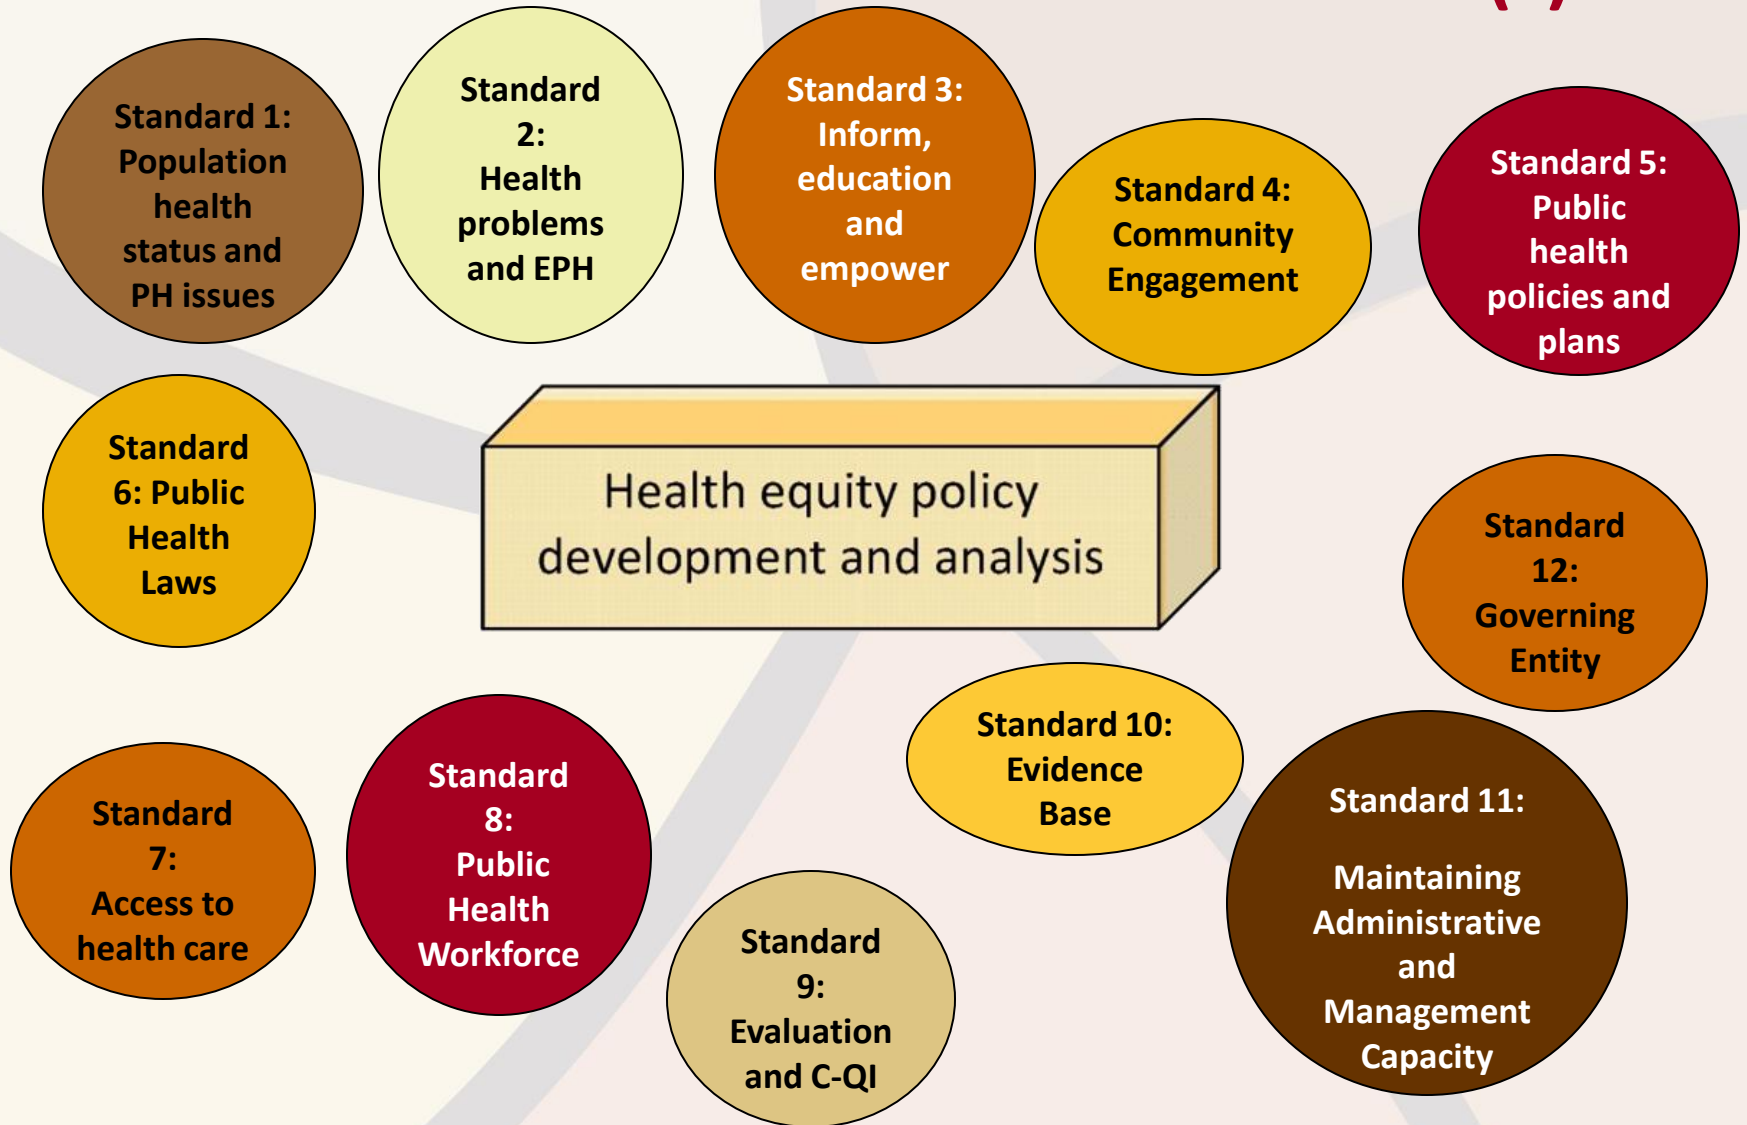 Standard 1:
Population
health
status and
PH issues
Standard
2:
Health
problems
and EPH
Standard 3:
Inform,
education
and
empower
Standard 4:
Community
Engagement
Standard 5:
Public
health
policies and
plans
Standard
6: Public
Health
Laws
Health equity policy
development and analysis
Standard
12:
Governing
Entity
Standard
7:
Access to
health care
Standard
8:
Public
Health
Workforce
Standard
9:
Evaluation
and C-QI
Standard 10:
Evidence
Base
Standard 11:
Maintaining
Administrative
and
Management
Capacity